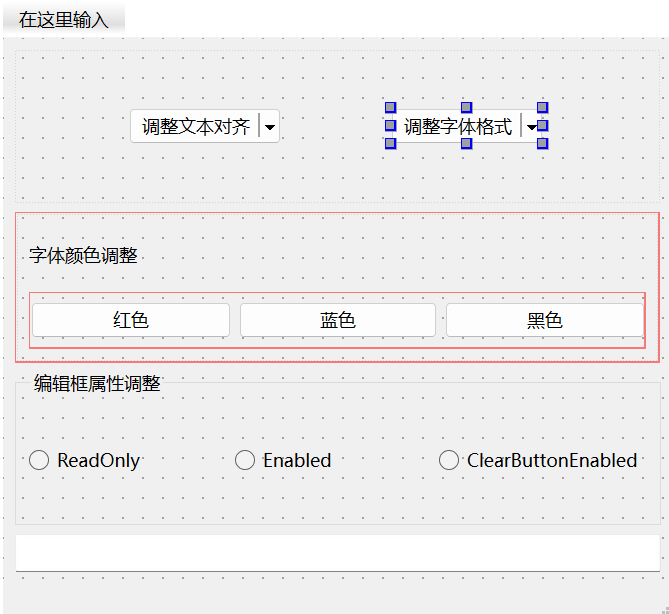 在这里输入
调整文本对齐 调整字体格式
字体颜色调整
红色 蓝色 黑色
编辑框属性调整
ReadOnly Enabled ClearButtonEnabled